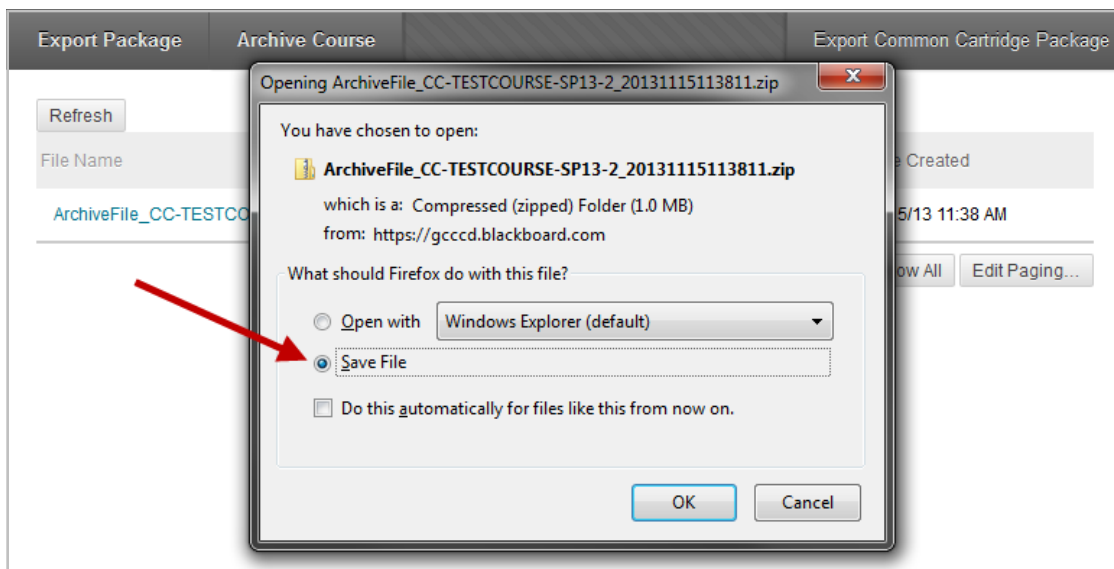 Export Package Archive Course Export Common Cartridge Package
Opening ArchiveFile_CC-TESTCOURSE-SP13-2_20131115113811.zip
Refresh
You have chosen to open:
File Name Created
ArchiveFile_CC-TESTCOURSE-SP13-2_20131115113811.zip
which is a: Compressed (zipped) Folder (1.0 MB)
ArchiveFile_CC-TESTCO 5/13 11:38 AM
from: https://gcccd.blackboard.com
What should Firefox do with this file?
All Edit Paging...
Open with Windows Explorer (default)
Save File
Do this automatically for files like this from now on.
OK Cancel